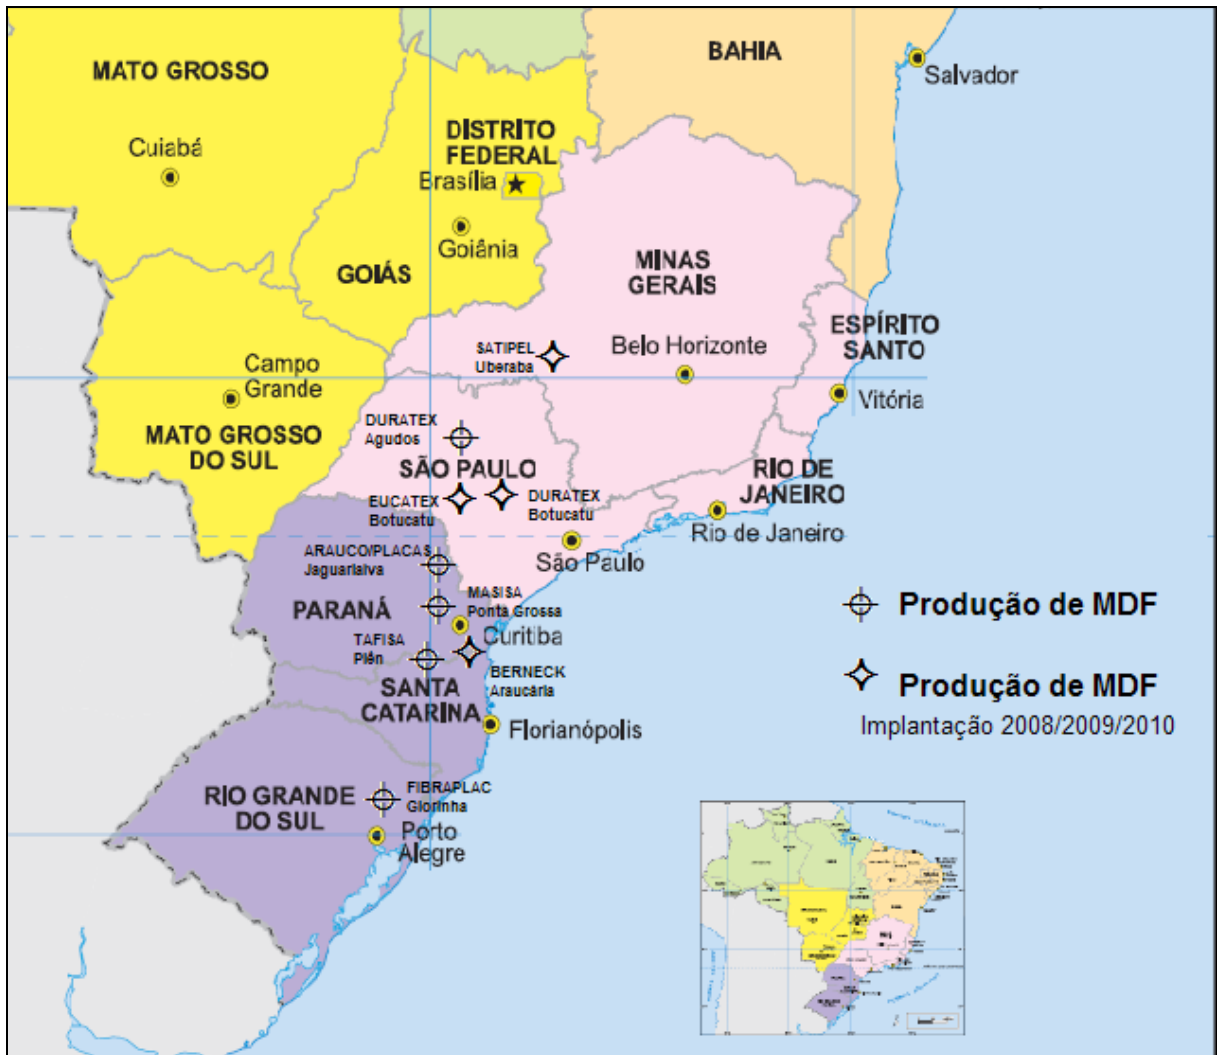 BAHIA
Salvador
MATO GROSSO
Cuiabá
DISTRITO
FEDERAL
Brasília
Goiânia
GOIÁS
MINAS
GERAIS
ESPÍRITO
SANTO
SATIPEL
Uberaba
Belo Horizonte
Vitória
Campo
Grande
MATO GROSSO
DO SUL
DURATEX
Agudos
SÃO PAULO
EUCATEX
Botucatu
DURATEX
Botucatu
RIO DE
JANEIRO
Rio de Janeiro
São Paulo
ARAUCO/PLACAS
Jaguariaiva
PARANÁ
MASISA
Ponta Grossa
Curitiba
TAFISA
Piên
BERNECK
Araucária
SANTA
CATARINA
Florianópolis
Produção de MDF
Produção de MDF
Implantação 2008/2009/2010
RIO GRANDE
DO SUL
FIBRAPLAC
Glorinha
Porto
Alegre